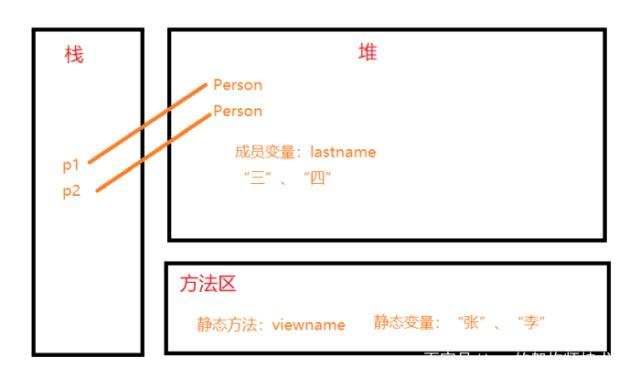 栈
堆
Person
Person
成员变量：lastname
“三”、“四”
p1
p2
方法区
静态方法：viewname
静态变量：“张”、“李”